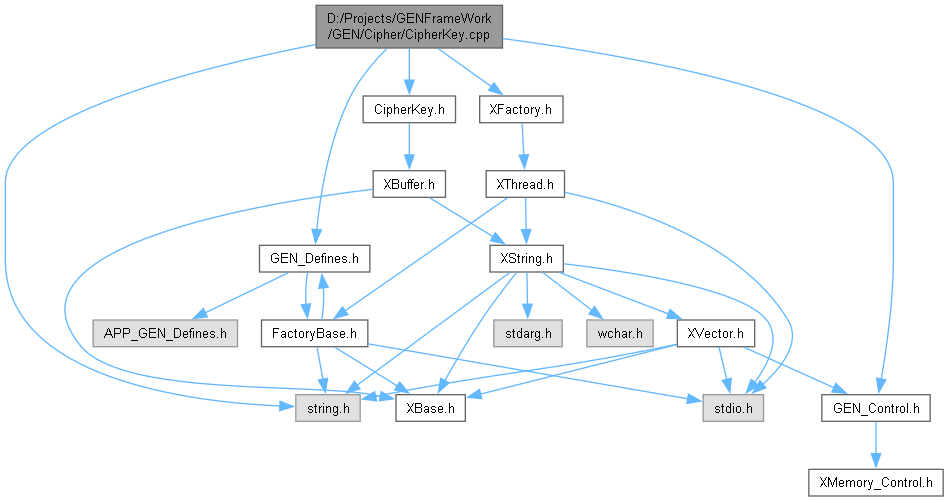 D:/Projects/GENFrameWork
/GEN/Cipher/CipherKey.cpp
CipherKey.h
XFactory.h
XBuffer.h
XThread.h
GEN_Defines.h
XString.h
APP_GEN_Defines.h
FactoryBase.h
stdarg.h
wchar.h
XVector.h
string.h
XBase.h
stdio.h
GEN_Control.h
XMemory_Control.h